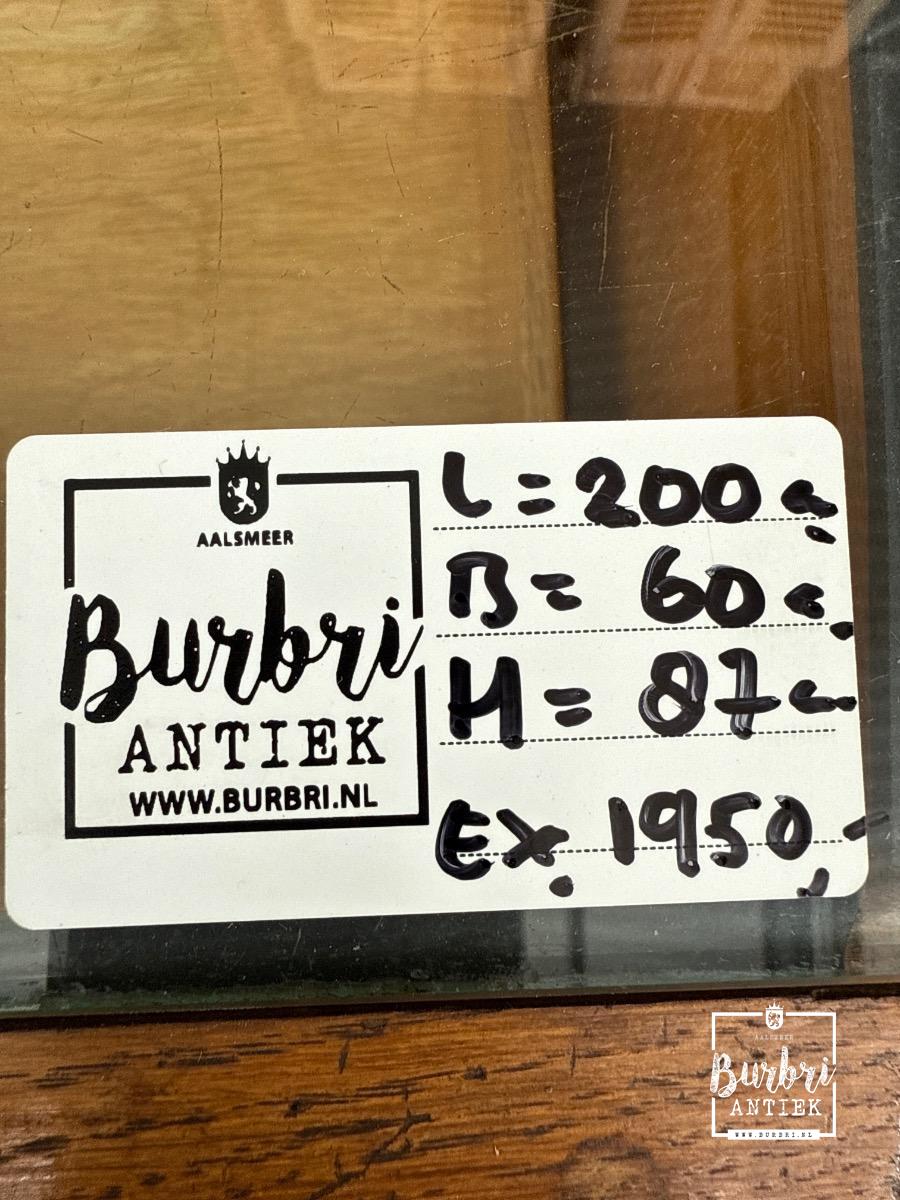 AALSMEER
Burbri
ANTIEK
WWW.BURBRI.NL
L = 200 c.
B = 60 c.
H = 87 c.
Ex. 1950,-
AALSMEER
Burbri
ANTIEK
WWW.BURBRI.NL